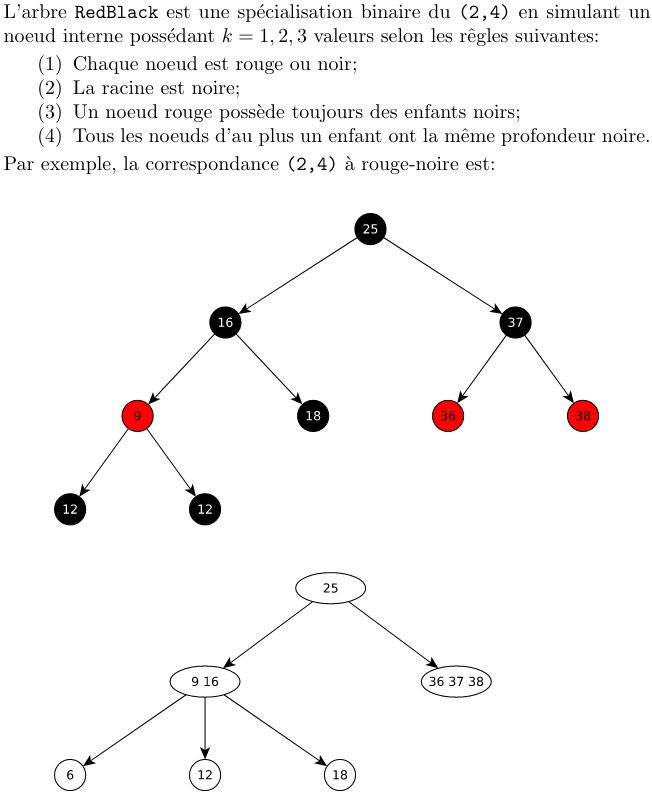 L'arbre RedBlack est une spécialisation binaire du (2,4) en simulant un
noeud interne possédant k = 1, 2, 3 valeurs selon les rêgles suivantes:
(1) Chaque noeud est rouge ou noir;
(2) La racine est noire;
(3) Un noeud rouge possède toujours des enfants noirs;
(4) Tous les noeuds d'au plus un enfant ont la même profondeur noire.
Par exemple, la correspondance (2,4) à rouge-noire est:
25
16
37
9
18
36
38
12
12
25
9 16
36 37 38
6
12
18